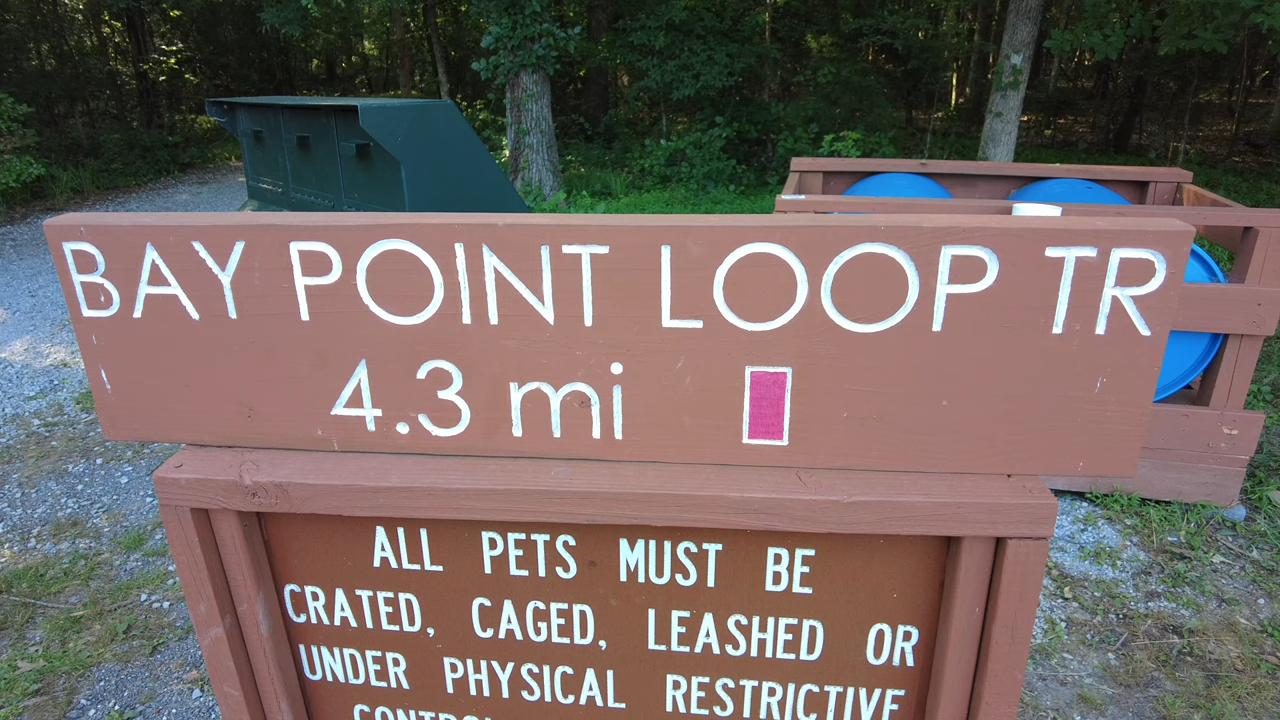 BAY POINT LOOP TR
4.3 mi
ALL PETS MUST BE
CRATED, CAGED, LEASHED OR
UNDER PHYSICAL RESTRICTIVE